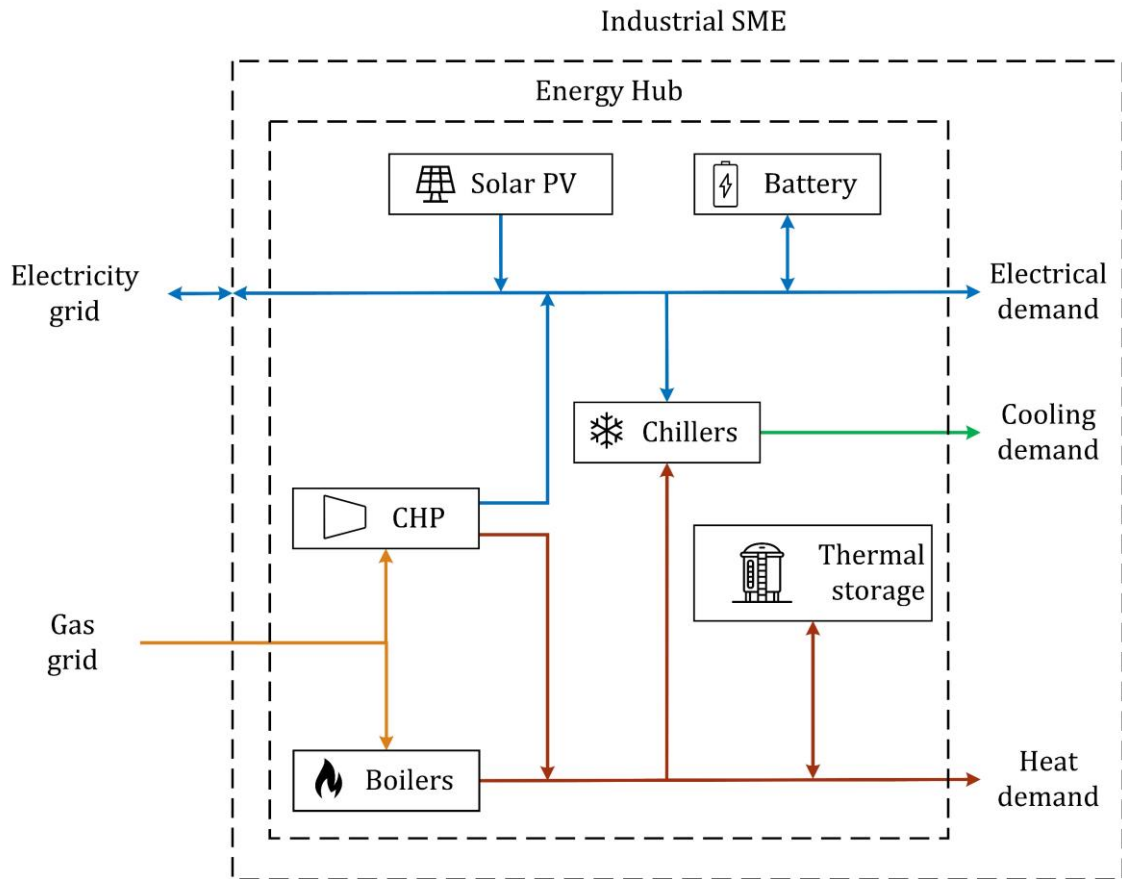 Industrial SME
Energy Hub
Solar PV
Battery
Electricity
grid
Electrical
demand
Chillers
Cooling
demand
CHP
Thermal
storage
Gas
grid
Boilers
Heat
demand